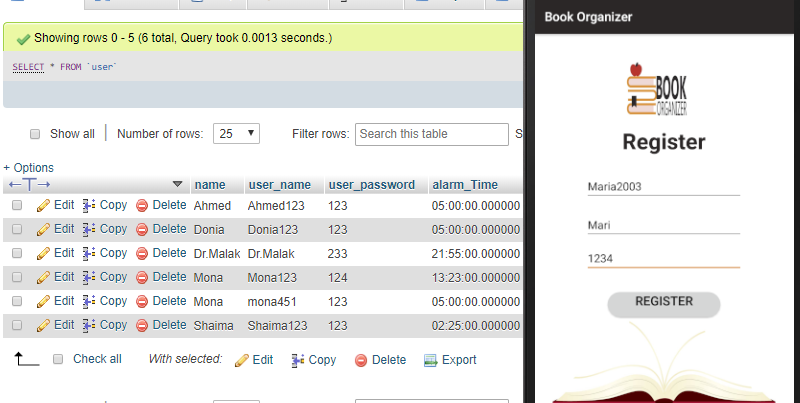 Showing rows 0 - 5 (6 total, Query took 0.0013 seconds.)
SELECT * FROM `user`
Show all | Number of rows: 25 Filter rows: Search this table S
+ Options
←T→ name user_name user_password alarm_Time
Edit Copy Delete Ahmed Ahmed123 123 05:00:00.000000
Edit Copy Delete Donia Donia123 123 05:00:00.000000
Edit Copy Delete Dr.Malak Dr.Malak 233 21:55:00.000000
Edit Copy Delete Mona Mona123 124 13:23:00.000000
Edit Copy Delete Mona mona451 123 05:00:00.000000
Edit Copy Delete Shaima Shaima123 123 02:25:00.000000
Check all With selected: Edit Copy Delete Export
Book Organizer
BOOK
ORGANIZER
Register
Maria2003
Mari
1234
REGISTER